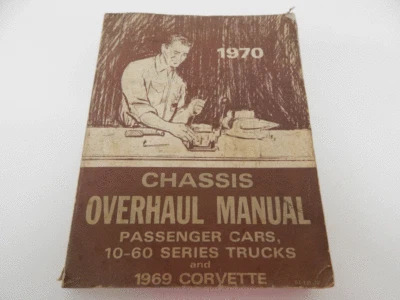 1970
CHASSIS
OVERHAUL MANUAL
PASSENGER CARS,
10-60 SERIES TRUCKS
and
1969 CORVETTE